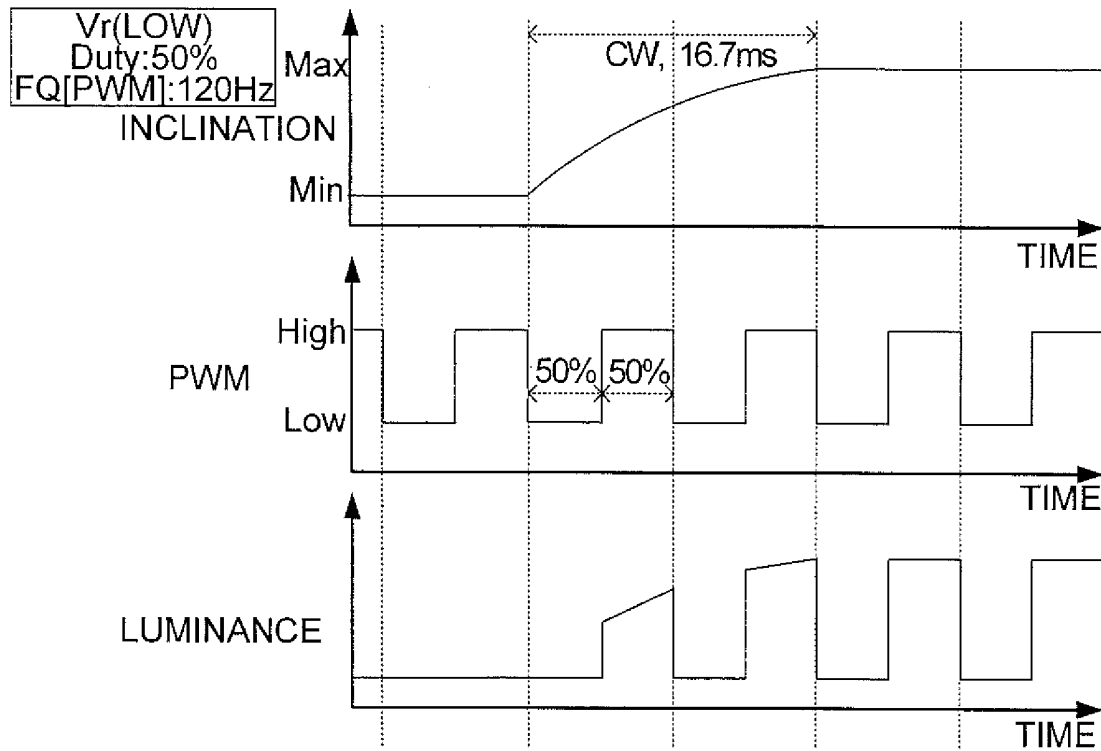 Vr(LOW)
Duty:50%
FQ[PWM]:120Hz
CW, 16.7ms
Max
INCLINATION
Min
TIME
High
50% 50%
PWM
Low
TIME
LUMINANCE
TIME